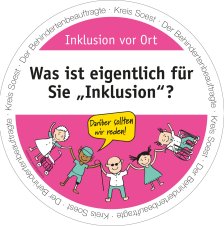 Der Behindertenbeauftragte · Kreis Soest · Der Behindertenbeauftragte · Kreis Soest · Der Behindertenbeauftragte · Kreis Soest · Der Behindertenbeauftragte · Kreis Soest ·
Inklusion vor Ort
Was ist eigentlich für
Sie „Inklusion“?
Darüber sollten
wir reden!